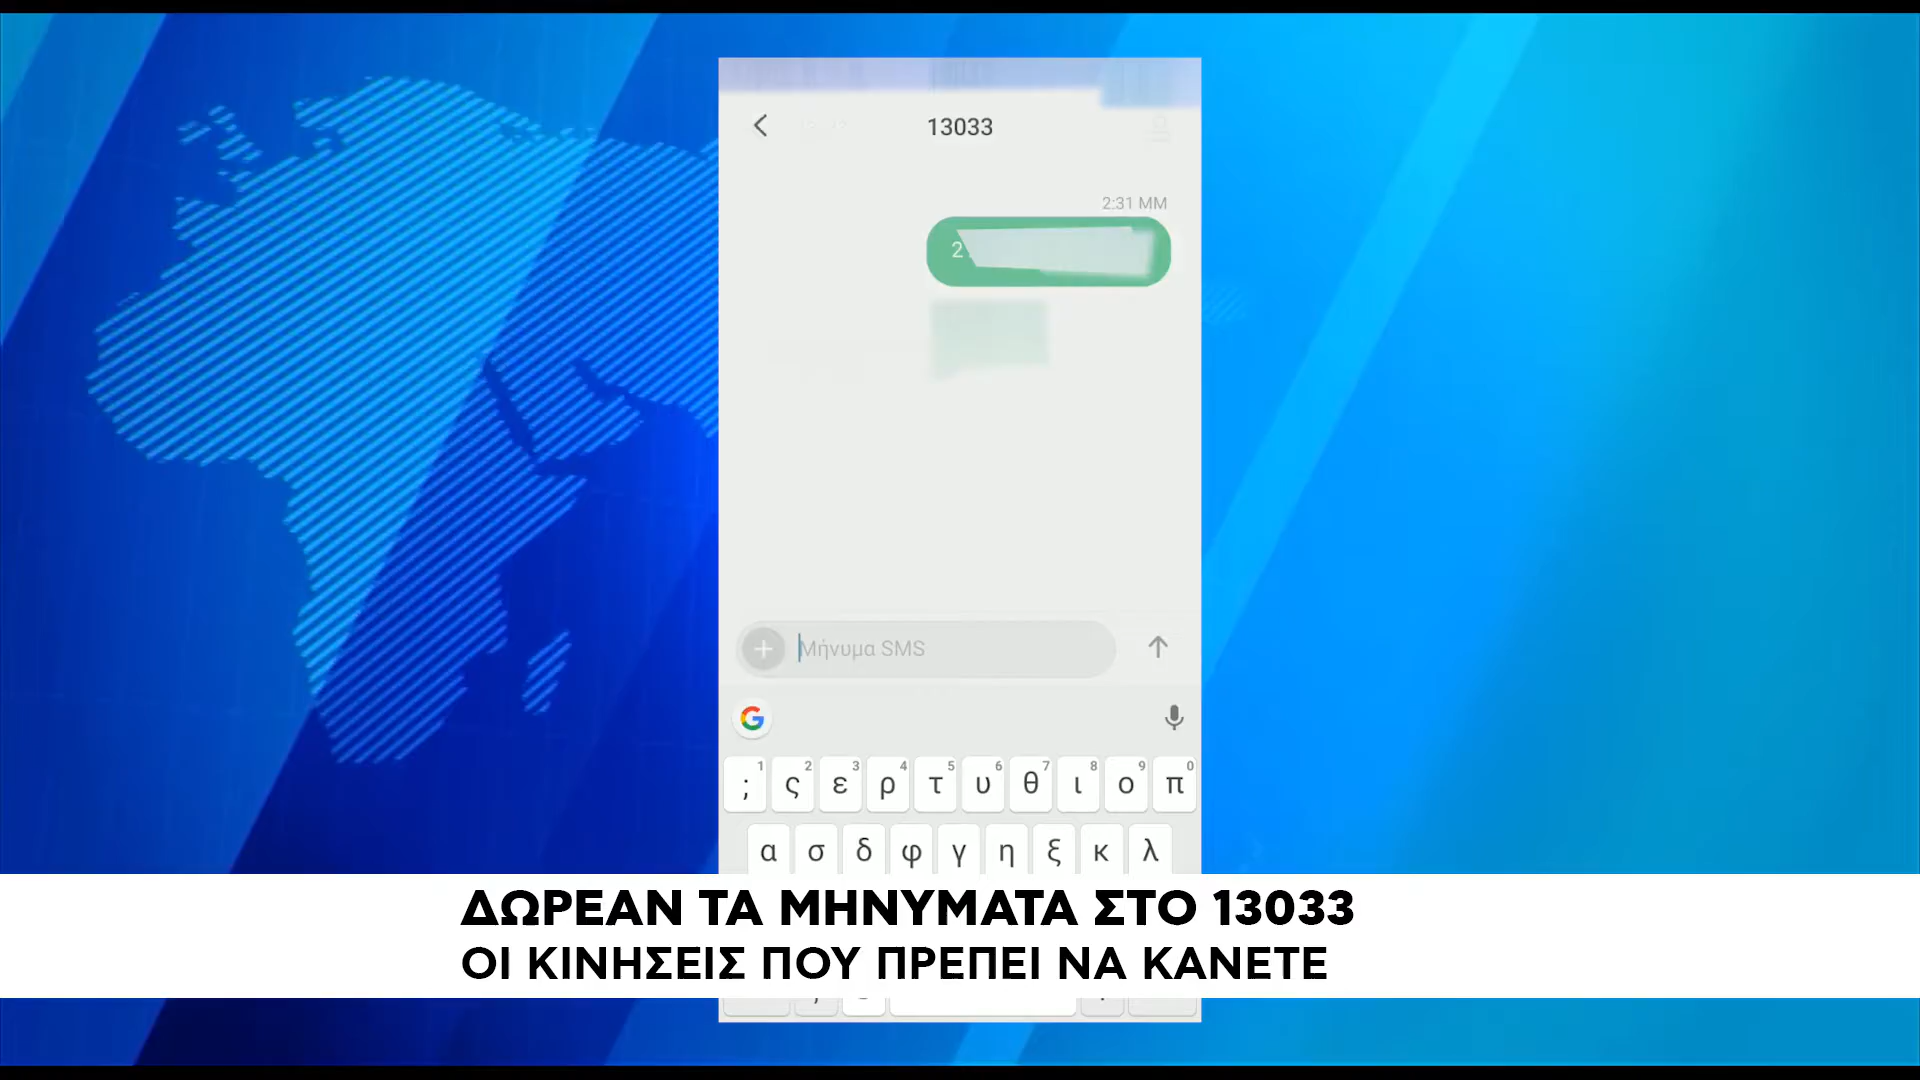 13033
2:31 ΜΜ
2
Μήνυμα SMS
1 2 3 4 5 6 7 8 9 0
; ς ε ρ τ υ θ ι ο π
α σ δ φ γ η ξ κ λ
ΔΩΡΕΑΝ ΤΑ ΜΗΝΥΜΑΤΑ ΣΤΟ 13033
ΟΙ ΚΙΝΗΣΕΙΣ ΠΟΥ ΠΡΕΠΕΙ ΝΑ ΚΑΝΕΤΕ